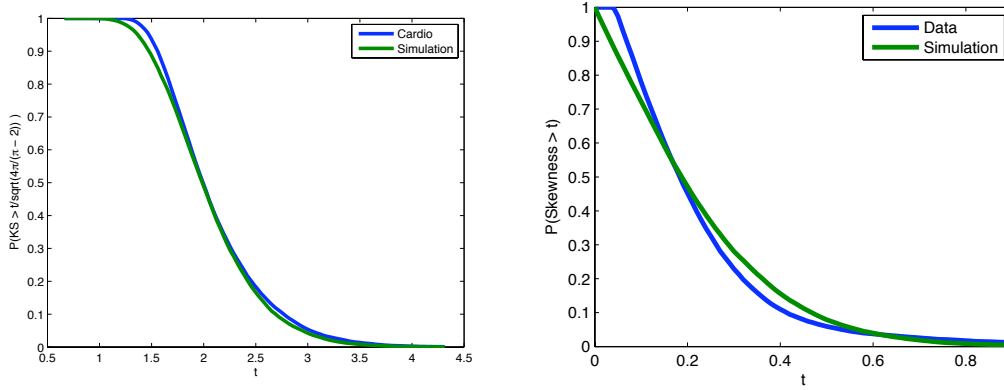 1
0.9
0.8
0.7
0.6
0.5
0.4
0.3
0.2
0.1
0
0.5 1 1.5 2 2.5 3 3.5 4 4.5
t
P(KS > t/sqrt(4π/(π − 2)) )
Cardio
Simulation
1
0.9
0.8
0.7
0.6
0.5
0.4
0.3
0.2
0.1
0
0 0.2 0.4 0.6 0.8
t
P(Skewness > t)
Data
Simulation